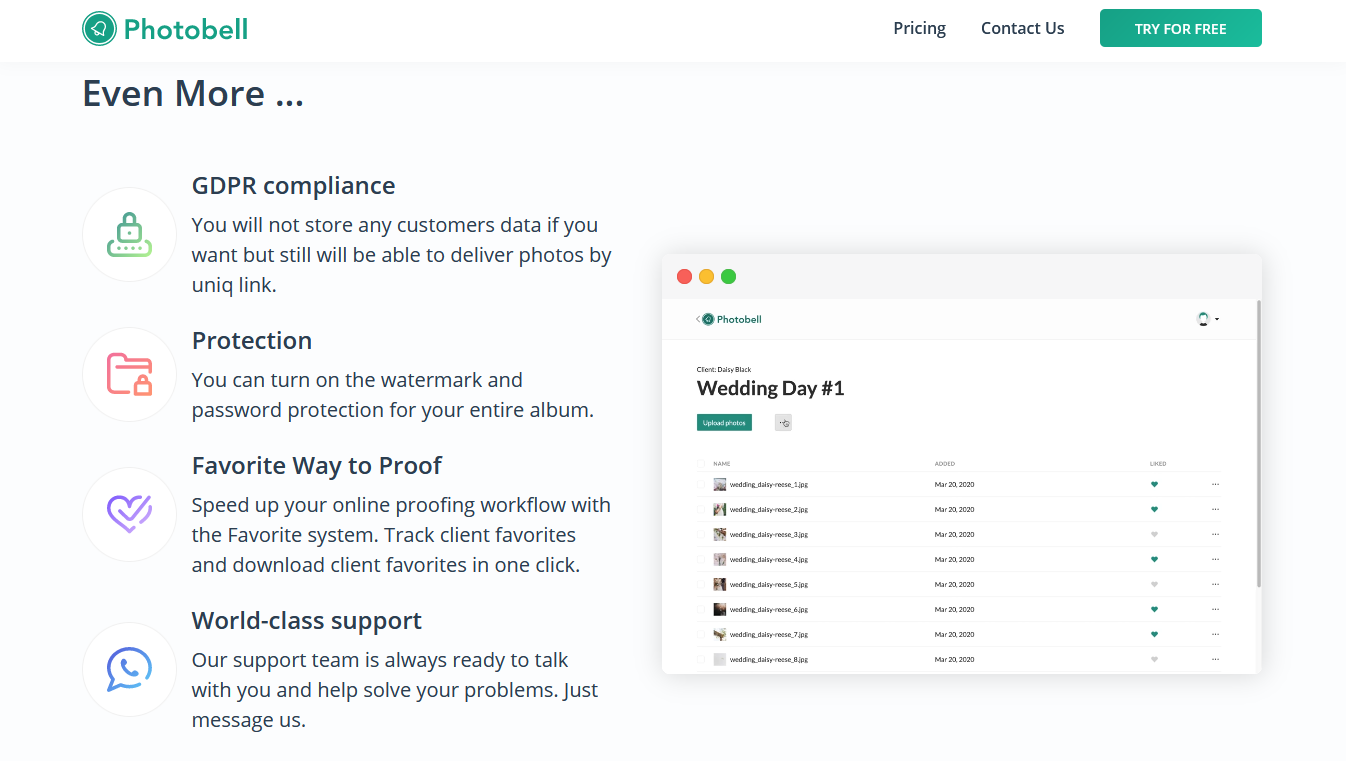 Photobell
Pricing
Contact Us
TRY FOR FREE
Even More ...
GDPR compliance
You will not store any customers data if you
want but still will be able to deliver photos by
uniq link.
Protection
You can turn on the watermark and
password protection for your entire album.
Favorite Way to Proof
Speed up your online proofing workflow with
the Favorite system. Track client favorites
and download client favorites in one click.
World-class support
Our support team is always ready to talk
with you and help solve your problems. Just
message us.
Photobell
Client: Daisy Black
Wedding Day #1
Upload photos
NAME ADDED LIKED
wedding_daisy-reese_1.jpg Mar 20, 2020
wedding_daisy-reese_2.jpg Mar 20, 2020
wedding_daisy-reese_3.jpg Mar 20, 2020
wedding_daisy-reese_4.jpg Mar 20, 2020
wedding_daisy-reese_5.jpg Mar 20, 2020
wedding_daisy-reese_6.jpg Mar 20, 2020
wedding_daisy-reese_7.jpg Mar 20, 2020
wedding_daisy-reese_8.jpg Mar 20, 2020